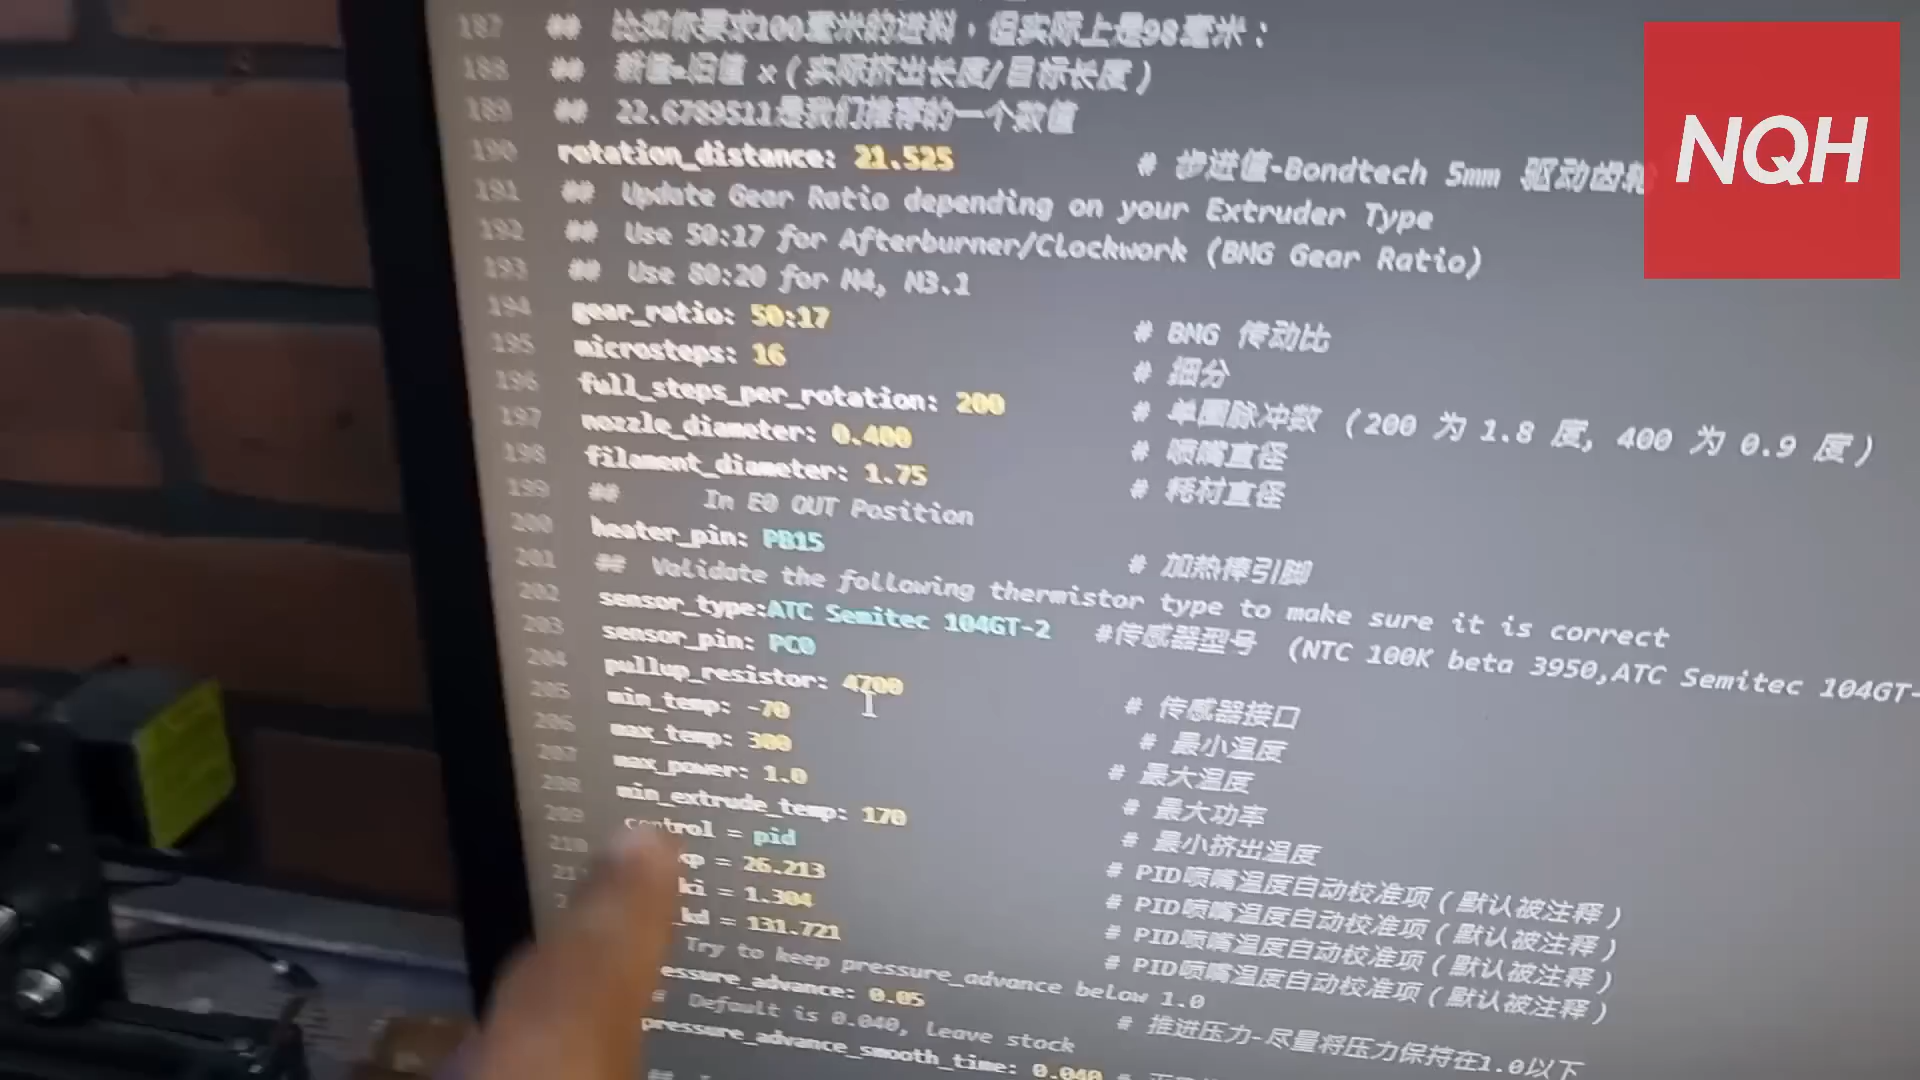 187 ## 比如你要求100毫米的进料，但实际上是98毫米：
188 ## 新值=旧值 x (实际挤出长度/目标长度)
189 ## 22.6789511是我们推荐的一个数值
190 rotation_distance: 21.525 # 步进值-Bondtech 5mm 驱动齿轮
191 ## Update Gear Ratio depending on your Extruder Type
192 ## Use 50:17 for Afterburner/Clockwork (BMG Gear Ratio)
193 ## Use 80:20 for M4, M3.1
194 gear_ratio: 50:17 # BMG 传动比
195 microsteps: 16 # 细分
196 full_steps_per_rotation: 200 # 单圈脉冲数 (200 为 1.8 度, 400 为 0.9 度)
197 nozzle_diameter: 0.400 # 喷嘴直径
198 filament_diameter: 1.75 # 耗材直径
199 ## In E0 OUT Position
200 heater_pin: PB15 # 加热棒引脚
201 ## Validate the following thermistor type to make sure it is correct
202 sensor_type:ATC Semitec 104GT-2 #传感器型号 (NTC 100K beta 3950,ATC Semitec 104GT-
203 sensor_pin: PC0 # 传感器接口
204 pullup_resistor: 4700
205 min_temp: -70 # 最小温度
206 max_temp: 300 # 最大温度
207 max_power: 1.0 # 最大功率
208 min_extrude_temp: 170 # 最小挤出温度
209 control = pid # PID喷嘴温度自动校准项(默认被注释)
210 kp = 26.213 # PID喷嘴温度自动校准项(默认被注释)
ki = 1.304 # PID喷嘴温度自动校准项(默认被注释)
_kd = 131.721 # PID喷嘴温度自动校准项(默认被注释)
Try to keep pressure_advance below 1.0
essure_advance: 0.05 # 推进压力-尽量将压力保持在1.0以下
# Default is 0.040, leave stock
pressure_advance_smooth_time: 0.040 #
##
NQH